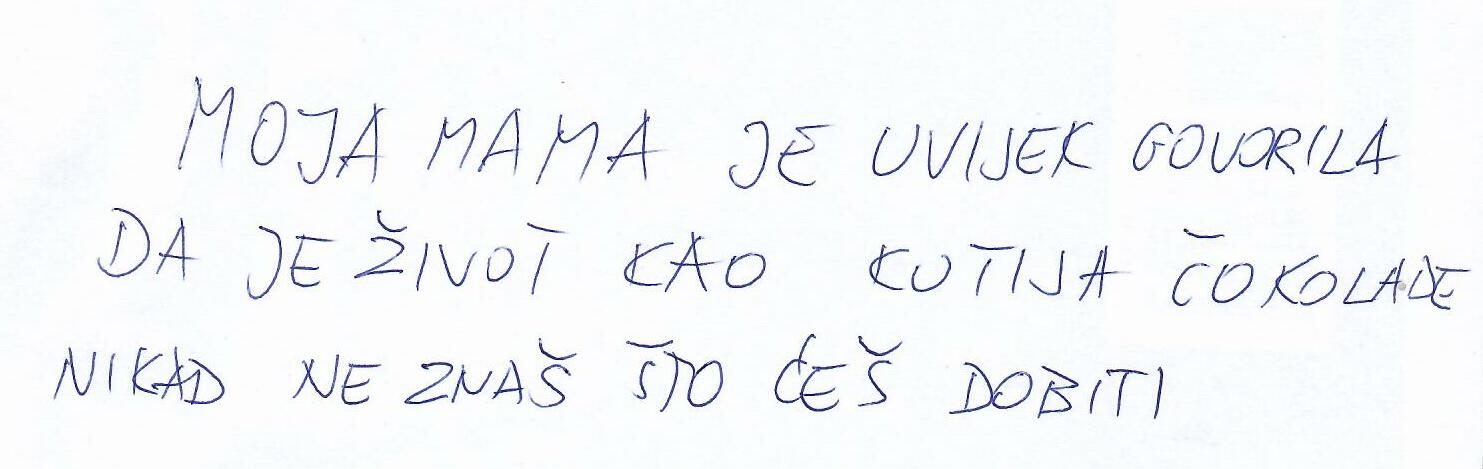 MOJA MAMA JE UVIJEK GOVORILA
DA JE ŽIVOT KAO KUTIJA ČOKOLADE
NIKAD NE ZNAŠ ŠTO ĆEŠ DOBITI